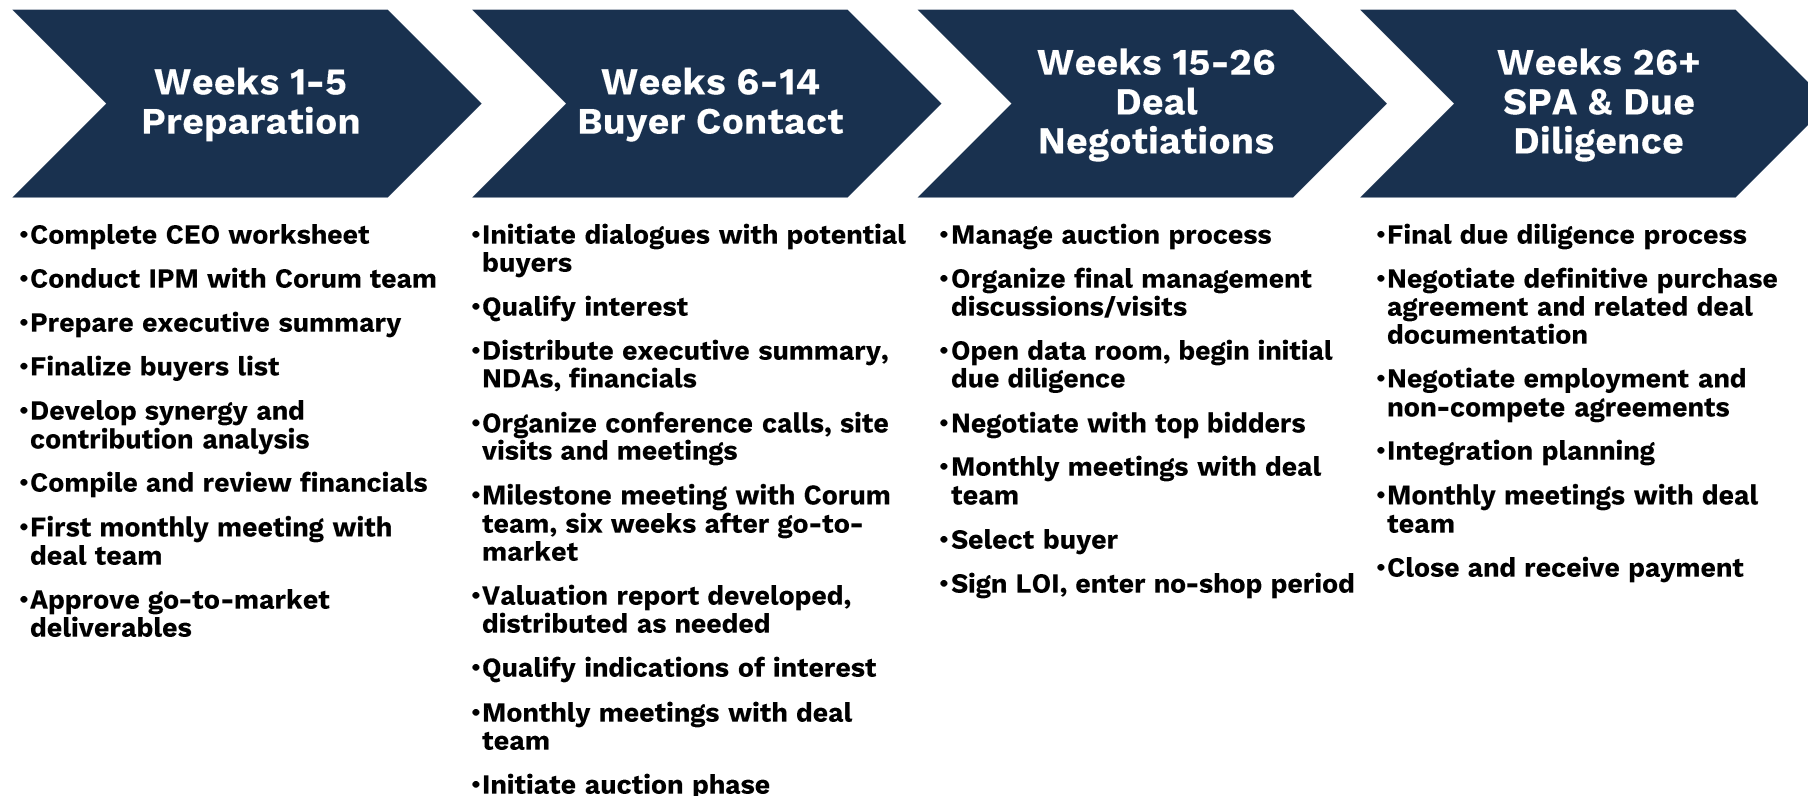 Weeks 1-5
Preparation
•Complete CEO worksheet
•Conduct IPM with Corum team
•Prepare executive summary
•Finalize buyers list
•Develop synergy and
contribution analysis
•Compile and review financials
•First monthly meeting with
deal team
•Approve go-to-market
deliverables
Weeks 6-14
Buyer Contact
•Initiate dialogues with potential
buyers
•Qualify interest
•Distribute executive summary,
NDAs, financials
•Organize conference calls, site
visits and meetings
•Milestone meeting with Corum
team, six weeks after go-to-
market
•Valuation report developed,
distributed as needed
•Qualify indications of interest
•Monthly meetings with deal
team
•Initiate auction phase
Weeks 15-26
Deal
Negotiations
•Manage auction process
•Organize final management
discussions/visits
•Open data room, begin initial
due diligence
•Negotiate with top bidders
•Monthly meetings with deal
team
•Select buyer
•Sign LOI, enter no-shop period
Weeks 26+
SPA & Due
Diligence
•Final due diligence process
•Negotiate definitive purchase
agreement and related deal
documentation
•Negotiate employment and
non-compete agreements
•Integration planning
•Monthly meetings with deal
team
•Close and receive payment